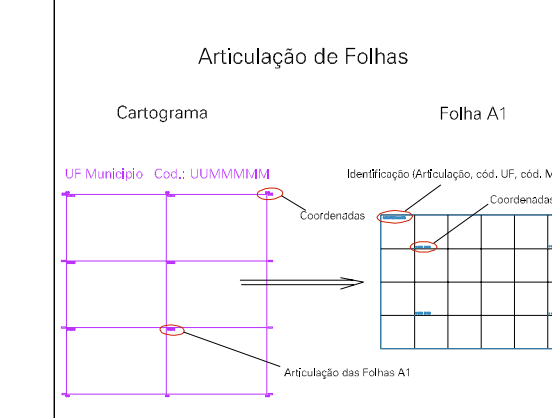 Articulação de Folhas
Cartograma
Folha A1
UF Municipio Cod.: UUMMMMM
Identificação (Articulação, cód. UF, cód. M
Coordenadas
Coordenadas
Articulação das Folhas A1